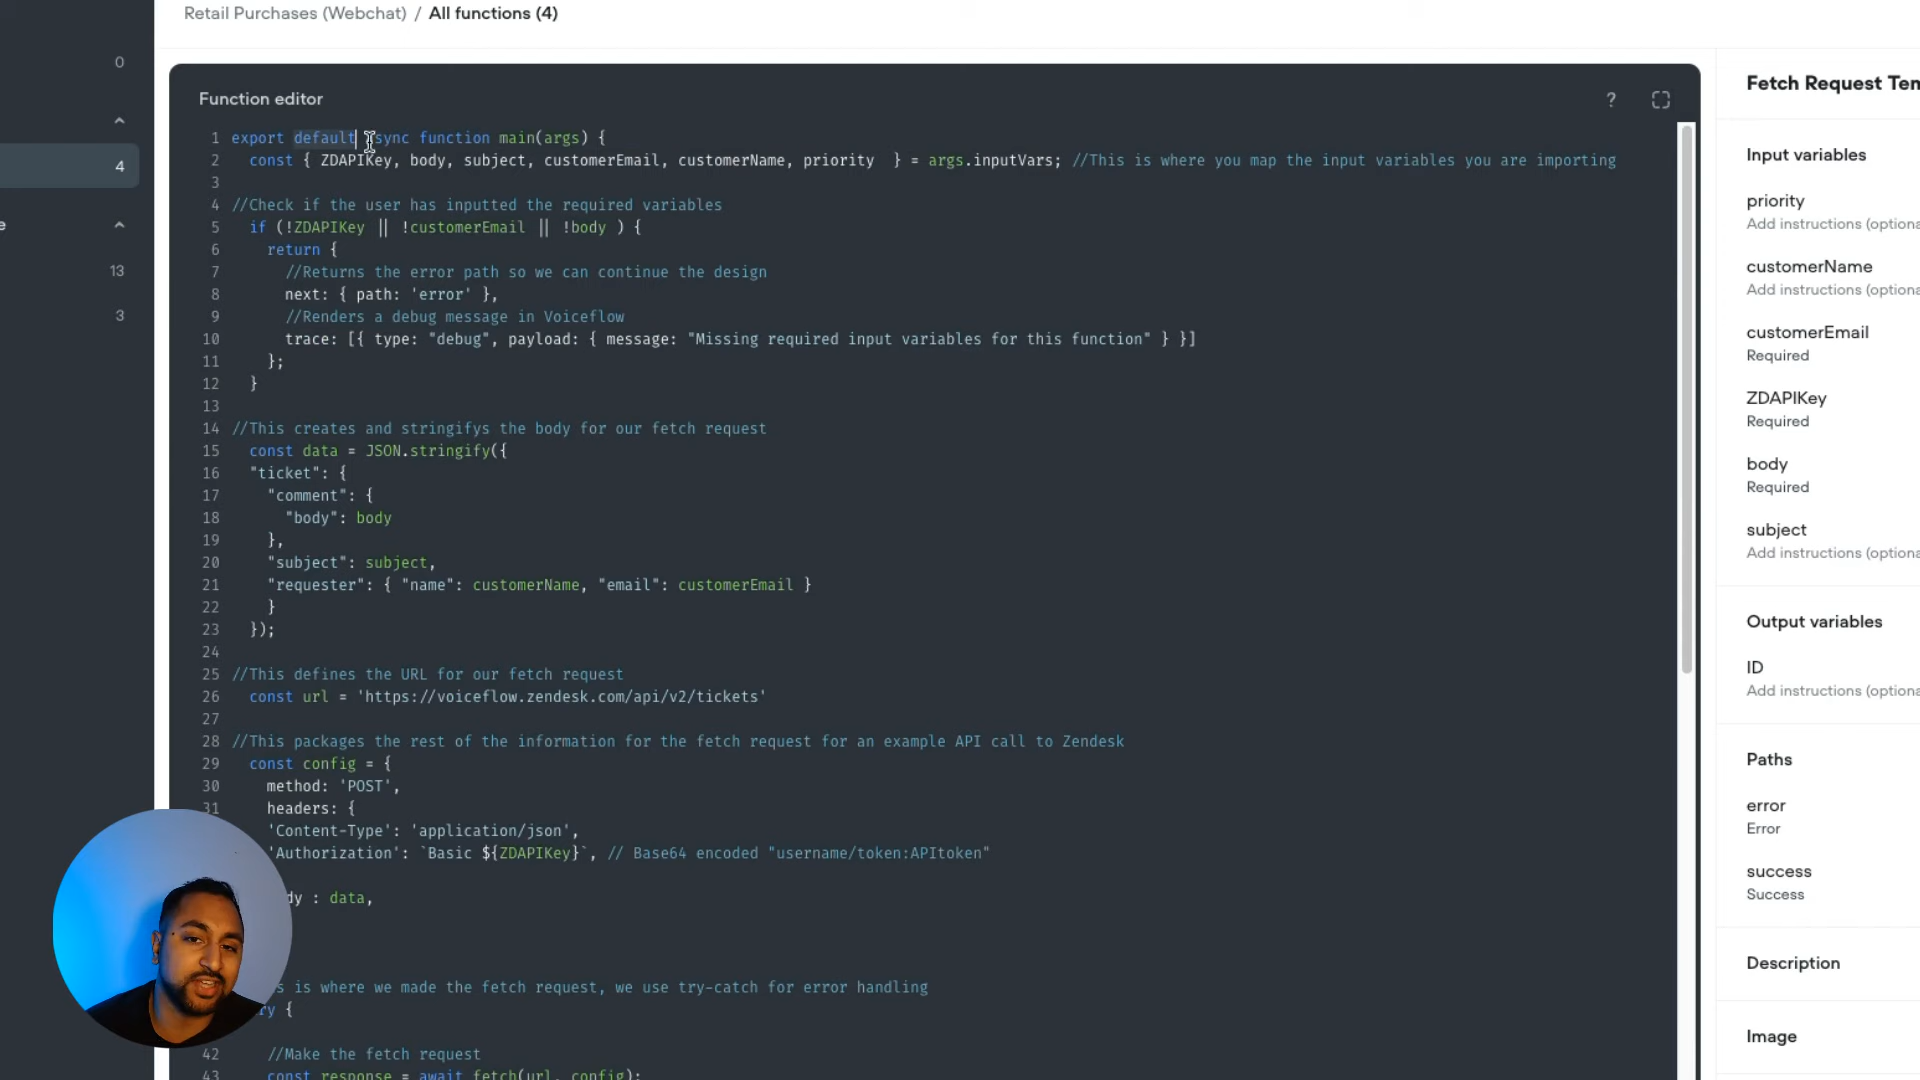 Retail Purchases (Webchat) / All functions (4)
0
4
e
13
3
Function editor
?
1 export default async function main(args) {
2 const { ZDAPIKey, body, subject, customerEmail, customerName, priority } = args.inputVars; //This is where you map the input variables you are importing
3
4 //Check if the user has inputted the required variables
5 if (!ZDAPIKey || !customerEmail || !body ) {
6 return {
7 //Returns the error path so we can continue the design
8 next: { path: 'error' },
9 //Renders a debug message in Voiceflow
10 trace: [{ type: "debug", payload: { message: "Missing required input variables for this function" } }]
11 };
12 }
13
14 //This creates and stringifys the body for our fetch request
15 const data = JSON.stringify({
16 "ticket": {
17 "comment": {
18 "body": body
19 },
20 "subject": subject,
21 "requester": { "name": customerName, "email": customerEmail }
22 }
23 });
24
25 //This defines the URL for our fetch request
26 const url = 'https://voiceflow.zendesk.com/api/v2/tickets'
27
28 //This packages the rest of the information for the fetch request for an example API call to Zendesk
29 const config = {
30 method: 'POST',
31 headers: {
'Content-Type': 'application/json',
'Authorization': `Basic ${ZDAPIKey}`, // Base64 encoded "username/token:APItoken"
dy : data,
s is where we made the fetch request, we use try-catch for error handling
ry {
42 //Make the fetch request
43 const response = await fetch(url, config);
Fetch Request Tem
Input variables
priority
Add instructions (optiona
customerName
Add instructions (optiona
customerEmail
Required
ZDAPIKey
Required
body
Required
subject
Add instructions (optiona
Output variables
ID
Add instructions (optiona
Paths
error
Error
success
Success
Description
Image